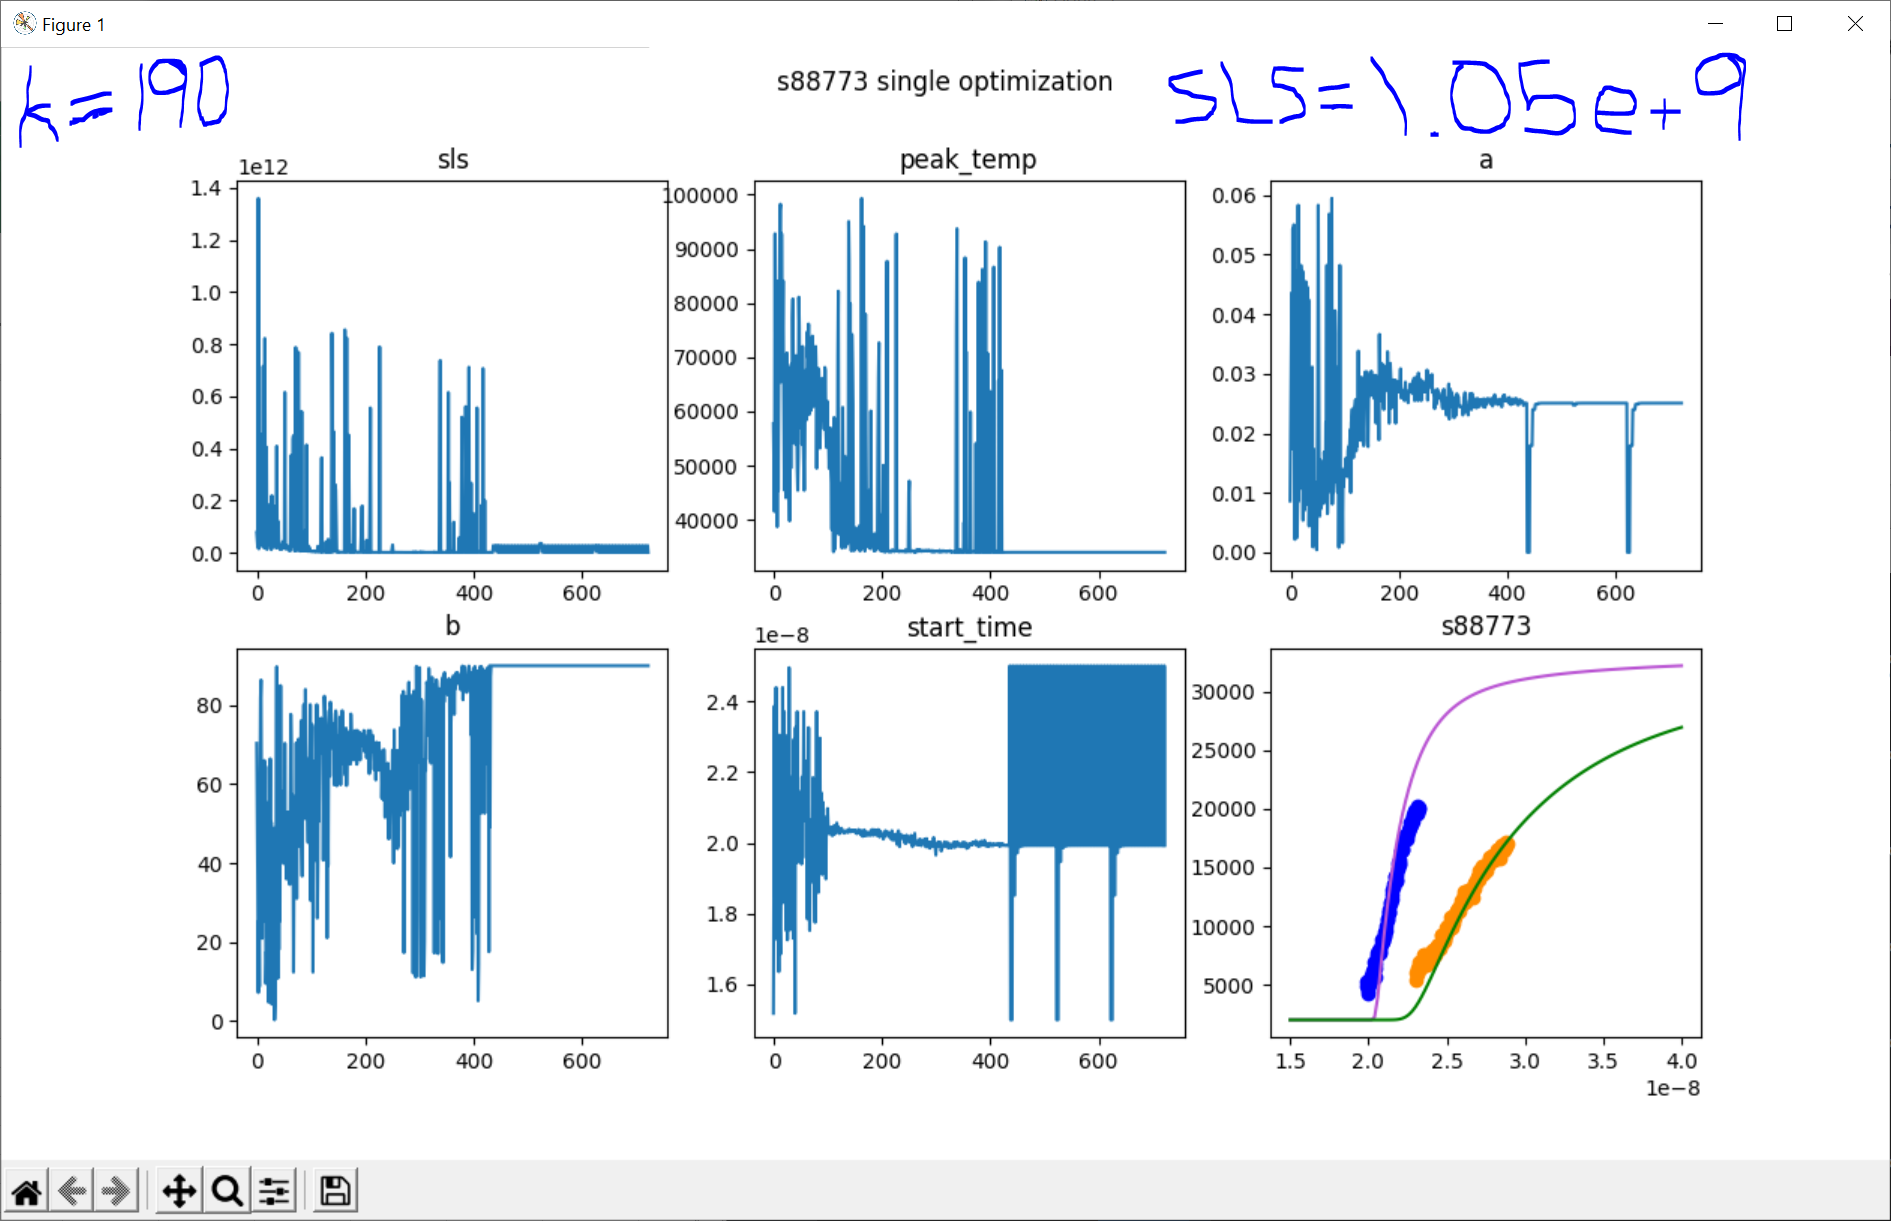 Figure 1
k=190
s88773 single optimization
SLS=1.05e+9
sls
1e12
1.4
1.2
1.0
0.8
0.6
0.4
0.2
0.0
0 200 400 600
peak_temp
100000
90000
80000
70000
60000
50000
40000
0 200 400 600
a
0.06
0.05
0.04
0.03
0.02
0.01
0.00
0 200 400 600
b
80
60
40
20
0
0 200 400 600
start_time
1e−8
2.4
2.2
2.0
1.8
1.6
0 200 400 600
s88773
30000
25000
20000
15000
10000
5000
1.5 2.0 2.5 3.0 3.5 4.0
1e−8